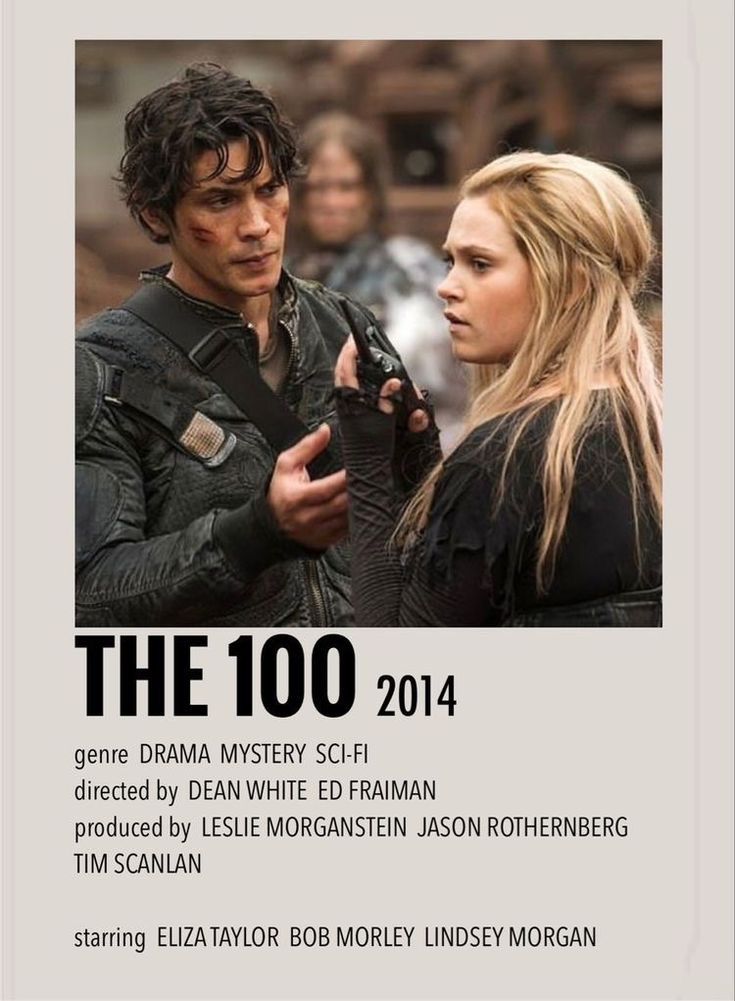 THE 100 2014
genre DRAMA MYSTERY SCI-FI
directed by DEAN WHITE ED FRAIMAN
produced by LESLIE MORGANSTEIN JASON ROTHERNBERG
TIM SCANLAN
starring ELIZA TAYLOR BOB MORLEY LINDSEY MORGAN